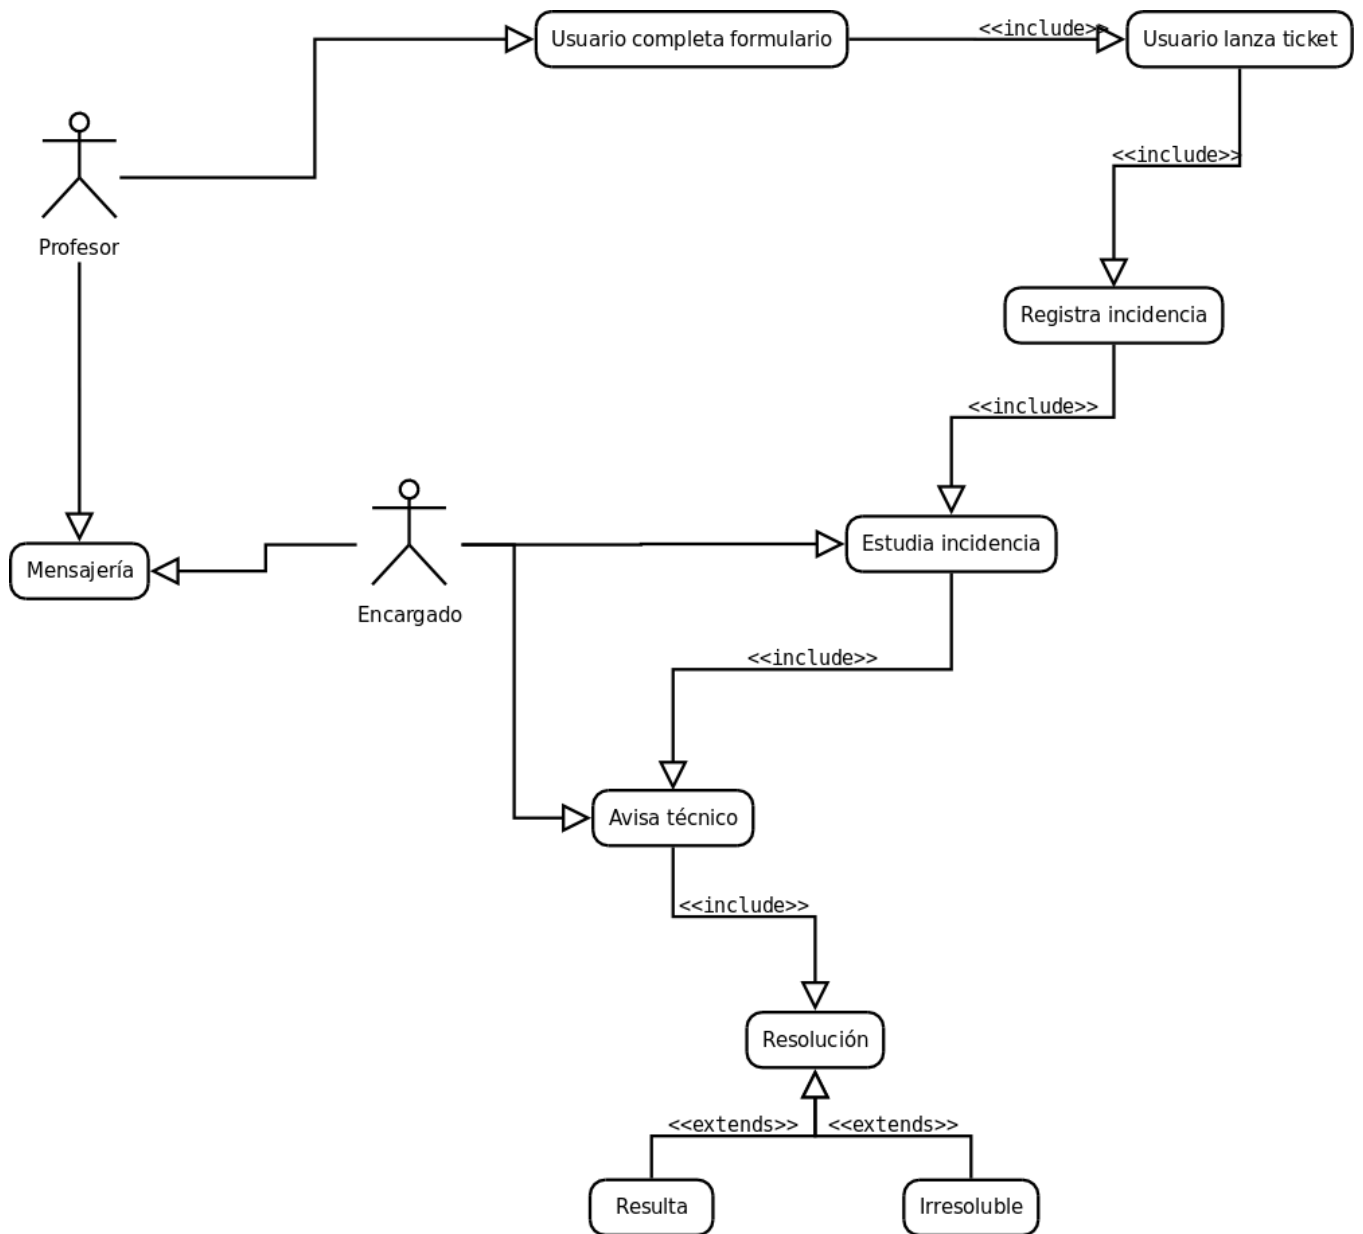 Usuario completa formulario
<<include>>
Usuario lanza ticket
<<include>>
Profesor
Registra incidencia
<<include>>
Estudia incidencia
Mensajería
Encargado
<<include>>
Avisa técnico
<<include>>
Resolución
<<extends>>
<<extends>>
Resulta
Irresoluble